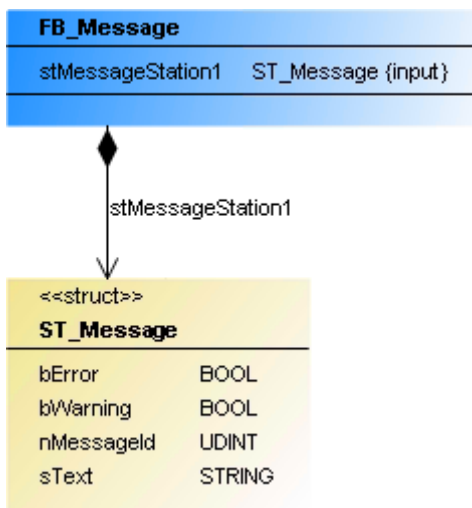 FB_Message
stMessageStation1 ST_Message {input}
stMessageStation1
<<struct>>
ST_Message
bError BOOL
bWarning BOOL
nMessageId UDINT
sText STRING